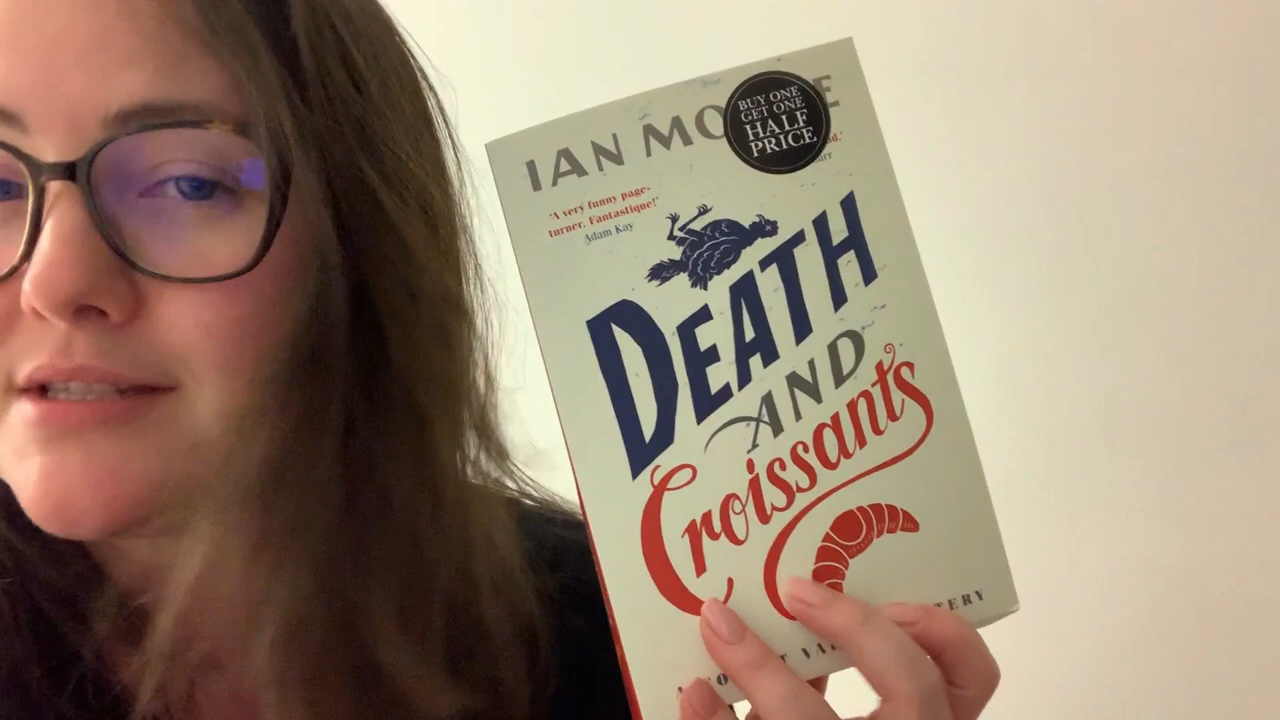 IAN MO E
BUY ONE
GET ONE
HALF
PRICE
'A very funny page-
turner. Fantastique!'
Adam Kay
DEATH
AND
Croissants